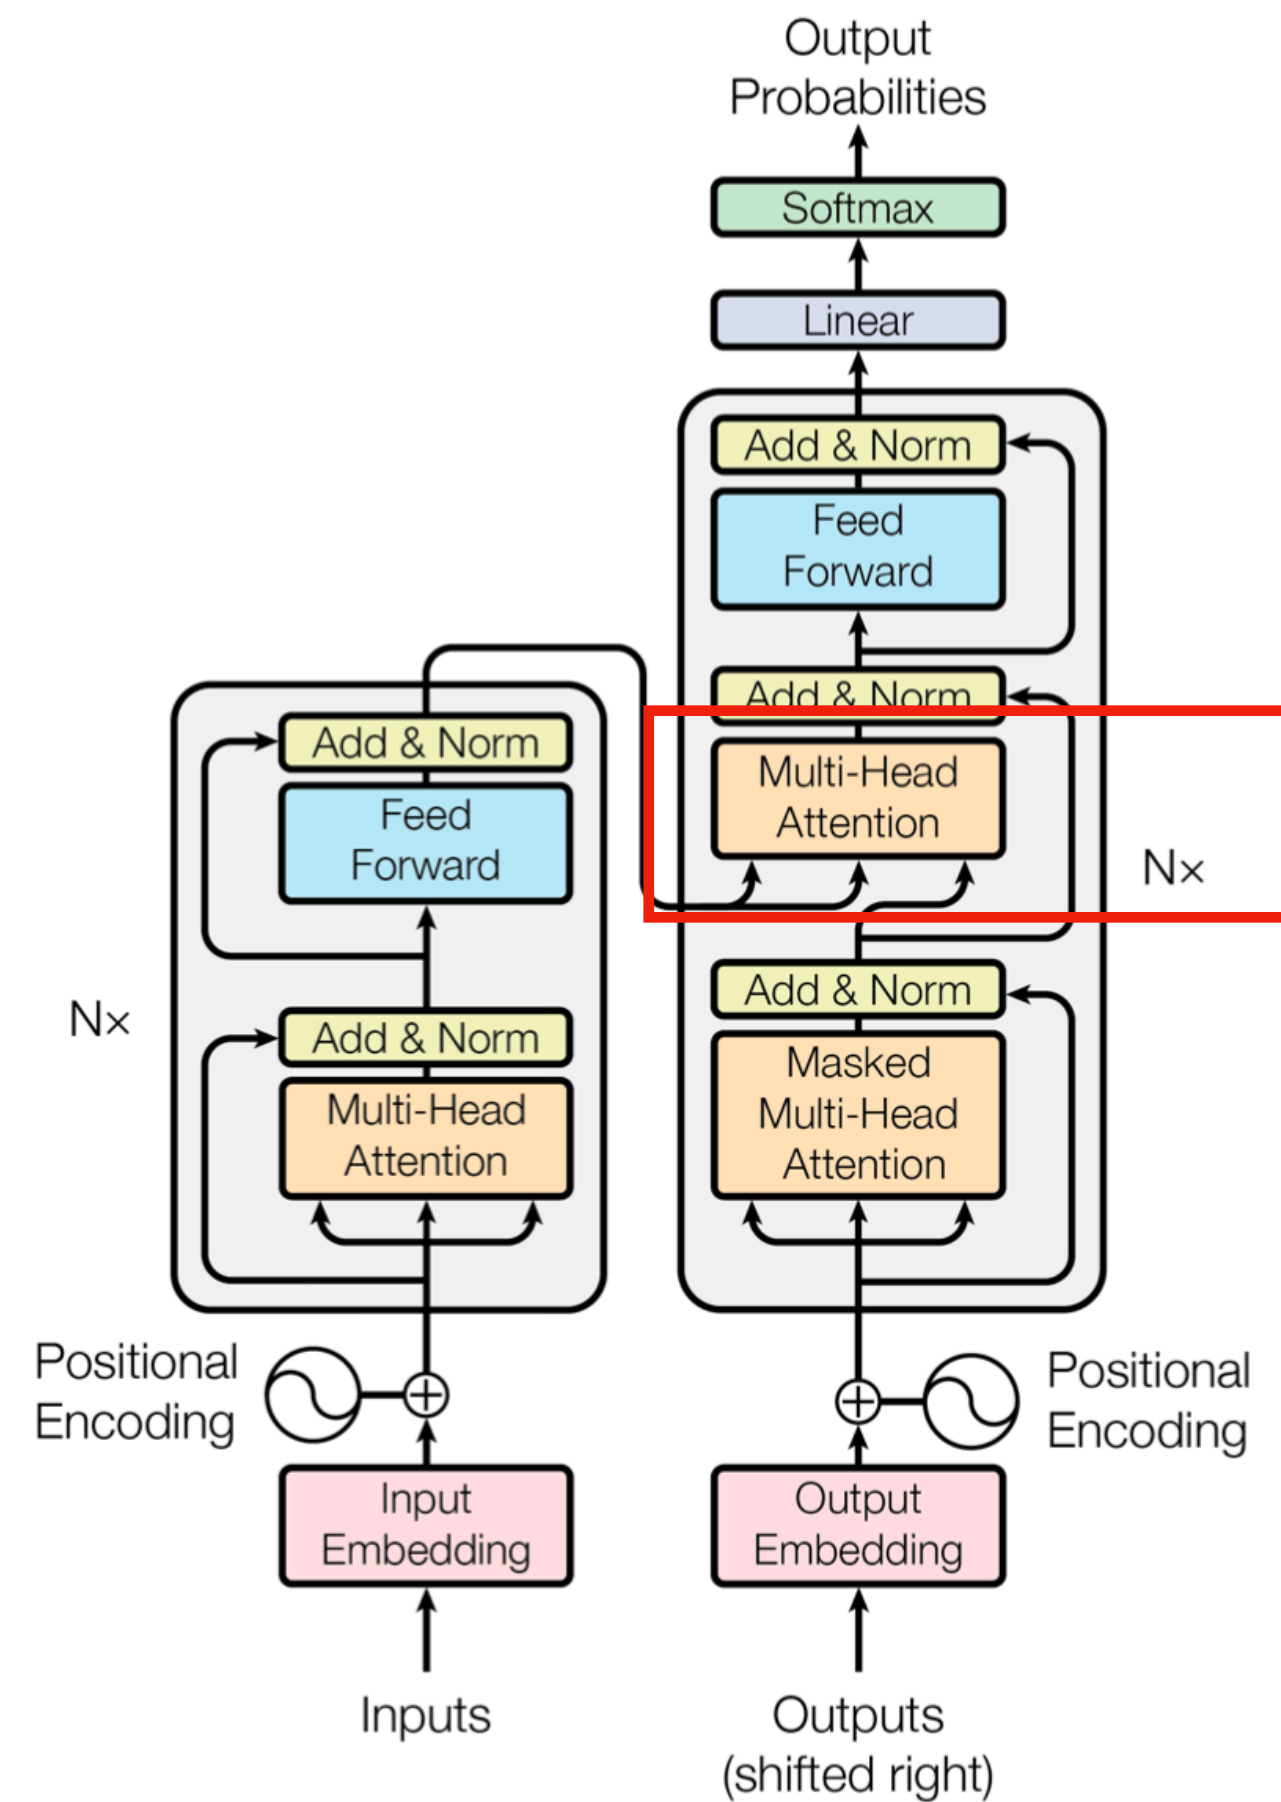 Output
Probabilities
Softmax
Linear
Add & Norm
Feed
Forward
Add & Norm
Multi-Head
Attention
Nx
Add & Norm
Masked
Multi-Head
Attention
Add & Norm
Feed
Forward
Nx
Add & Norm
Multi-Head
Attention
Positional
Encoding
Positional
Encoding
Input
Embedding
Output
Embedding
Inputs
Outputs
(shifted right)